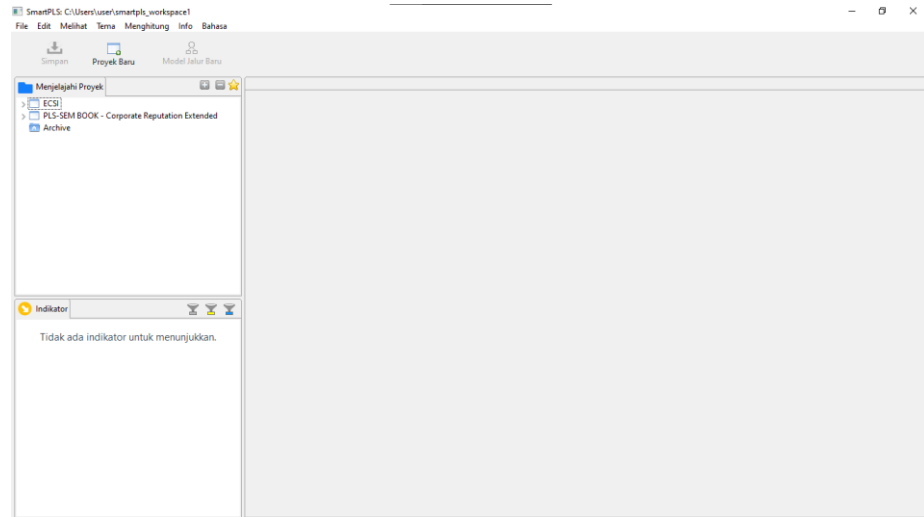 SmartPLS: C:\Users\user\smartpls_workspace1
File Edit Melihat Tema Menghitung Info Bahasa
Simpan Proyek Baru Model Jalur Baru
Menjelajahi Proyek
ECSI
PLS-SEM BOOK - Corporate Reputation Extended
Archive
Indikator
Tidak ada indikator untuk menunjukkan.